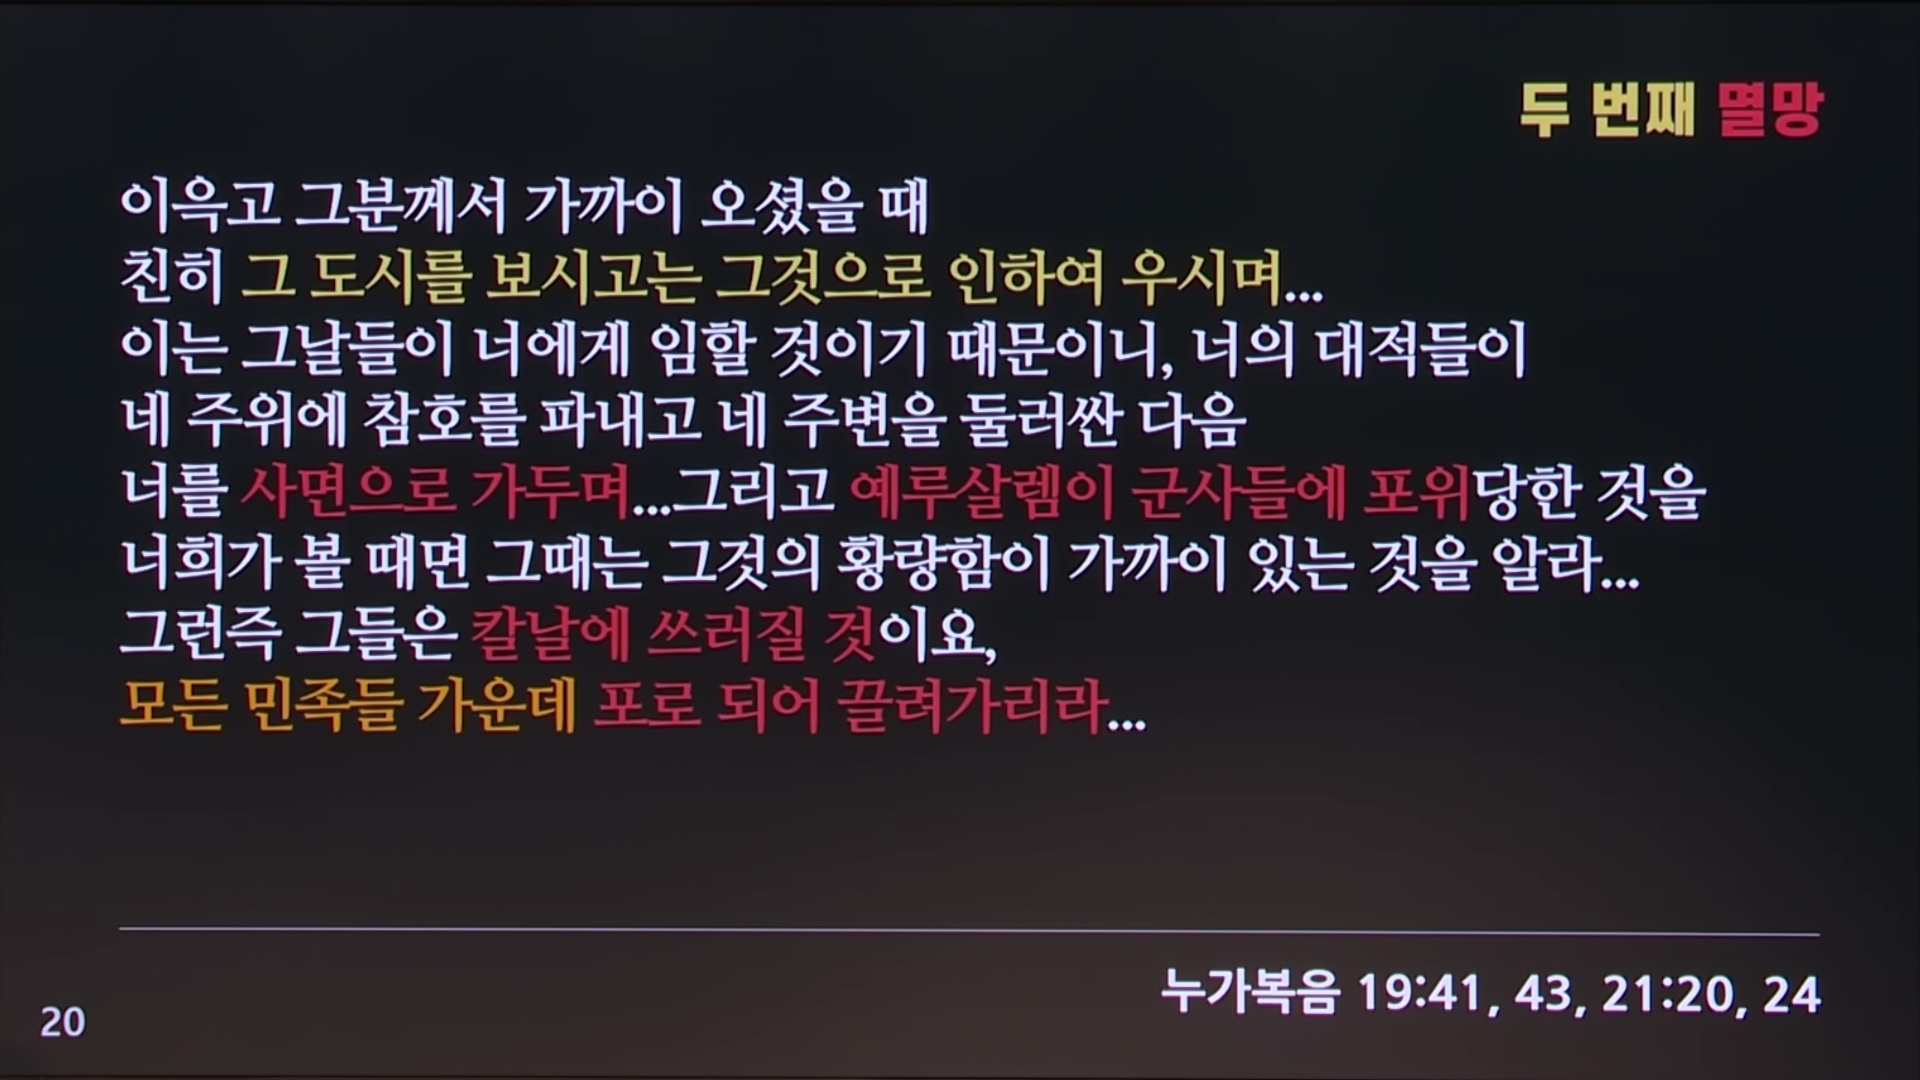 두 번째 멸망
이윽고 그분께서 가까이 오셨을 때
친히 그 도시를 보시고는 그것으로 인하여 우시며...
이는 그날들이 너에게 임할 것이기 때문이니, 너의 대적들이
네 주위에 참호를 파내고 네 주변을 둘러싼 다음
너를 사면으로 가두며...그리고 예루살렘이 군사들에 포위당한 것을
너희가 볼 때면 그때는 그것의 황량함이 가까이 있는 것을 알라...
그런즉 그들은 칼날에 쓰러질 것이요,
모든 민족들 가운데 포로 되어 끌려가리라...
누가복음 19:41, 43, 21:20, 24
20